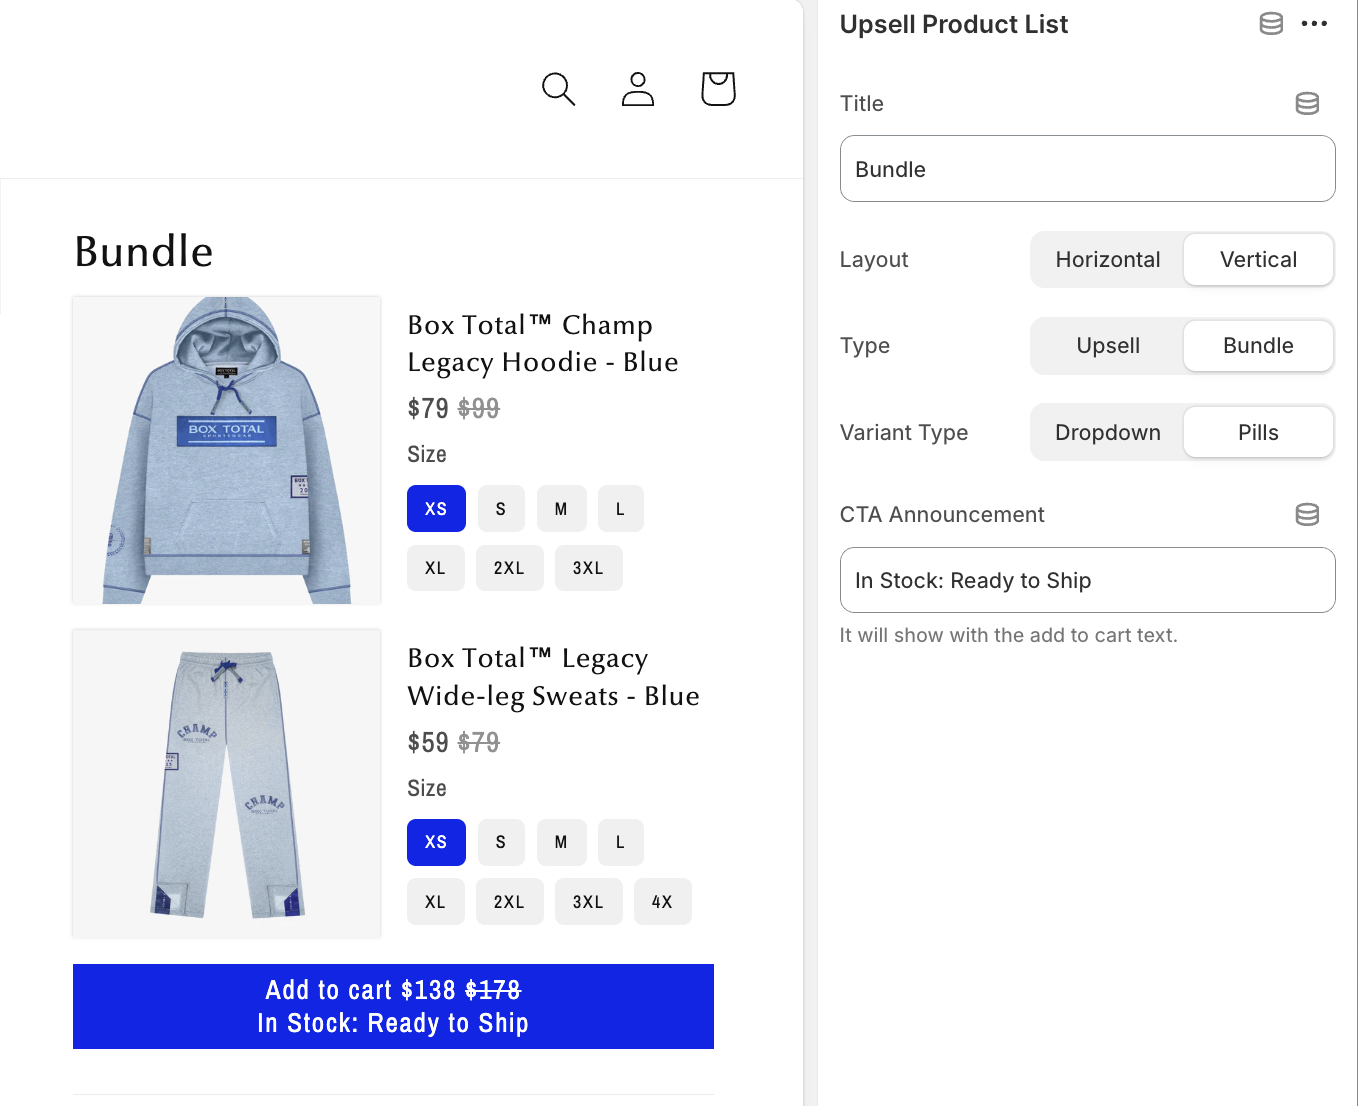 Upsell Product List
Title
Bundle
Layout
Horizontal
Vertical
Type
Upsell
Bundle
Variant Type
Dropdown
Pills
CTA Announcement
In Stock: Ready to Ship
It will show with the add to cart text.
Bundle
BOX TOTAL
SPORTSWEAR
Box Total™ Champ
Legacy Hoodie - Blue
$79 $99
Size
XS
S
M
L
XL
2XL
3XL
CHAMP
BOX TOTAL
CHAMP
Box Total™ Legacy
Wide-leg Sweats - Blue
$59 $79
Size
XS
S
M
L
XL
2XL
3XL
4X
Add to cart $138 $178
In Stock: Ready to Ship